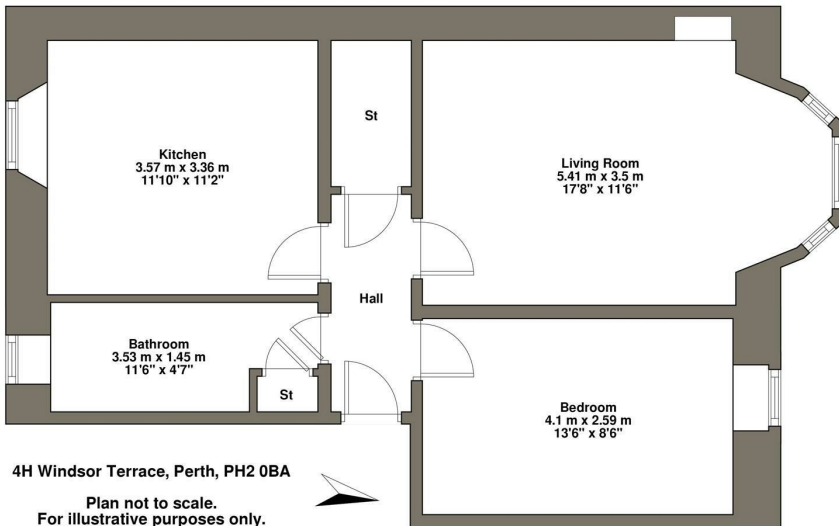 Kitchen
3.57 m x 3.36 m
11'10" x 11'2"
St
Living Room
5.41 m x 3.5 m
17'8" x 11'6"
Hall
Bathroom
3.53 m x 1.45 m
11'6" x 4'7"
St
Bedroom
4.1 m x 2.59 m
13'6" x 8'6"
4H Windsor Terrace, Perth, PH2 0BA
Plan not to scale.
For illustrative purposes only.